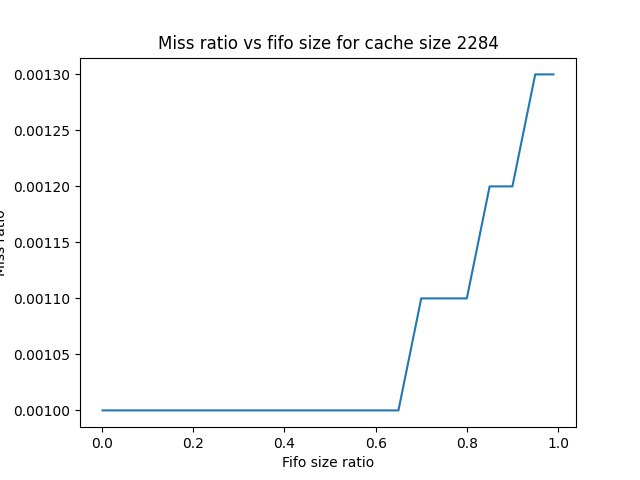 Miss ratio vs fifo size for cache size 2284
0.00130
0.00125
0.00120
0.00115
0.00110
0.00105
0.00100
Miss ratio
0.0 0.2 0.4 0.6 0.8 1.0
Fifo size ratio